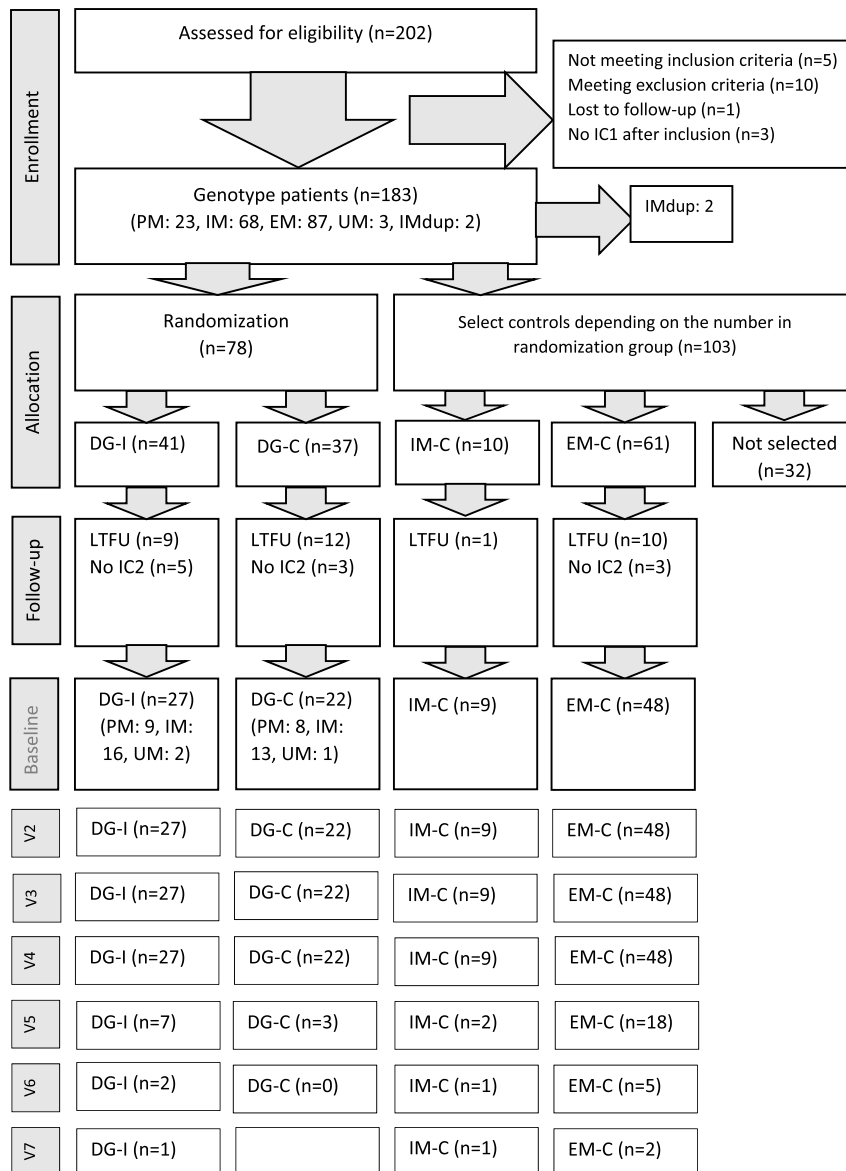 Enrollment
Assessed for eligibility (n=202)
Not meeting inclusion criteria (n=5)
Meeting exclusion criteria (n=10)
Lost to follow-up (n=1)
No IC1 after inclusion (n=3)
Genotype patients (n=183)
(PM: 23, IM: 68, EM: 87, UM: 3, IMdup: 2)
IMdup: 2
Allocation
Randomization
(n=78)
Select controls depending on the number in
randomization group (n=103)
DG-I (n=41)
DG-C (n=37)
IM-C (n=10)
EM-C (n=61)
Not selected
(n=32)
Follow-up
LTFU (n=9)
No IC2 (n=5)
LTFU (n=12)
No IC2 (n=3)
LTFU (n=1)
LTFU (n=10)
No IC2 (n=3)
Baseline
DG-I (n=27)
(PM: 9, IM:
16, UM: 2)
DG-C (n=22)
(PM: 8, IM:
13, UM: 1)
IM-C (n=9)
EM-C (n=48)
V2
DG-I (n=27)
DG-C (n=22)
IM-C (n=9)
EM-C (n=48)
V3
DG-I (n=27)
DG-C (n=22)
IM-C (n=9)
EM-C (n=48)
V4
DG-I (n=27)
DG-C (n=22)
IM-C (n=9)
EM-C (n=48)
V5
DG-I (n=7)
DG-C (n=3)
IM-C (n=2)
EM-C (n=18)
V6
DG-I (n=2)
DG-C (n=0)
IM-C (n=1)
EM-C (n=5)
V7
DG-I (n=1)
IM-C (n=1)
EM-C (n=2)